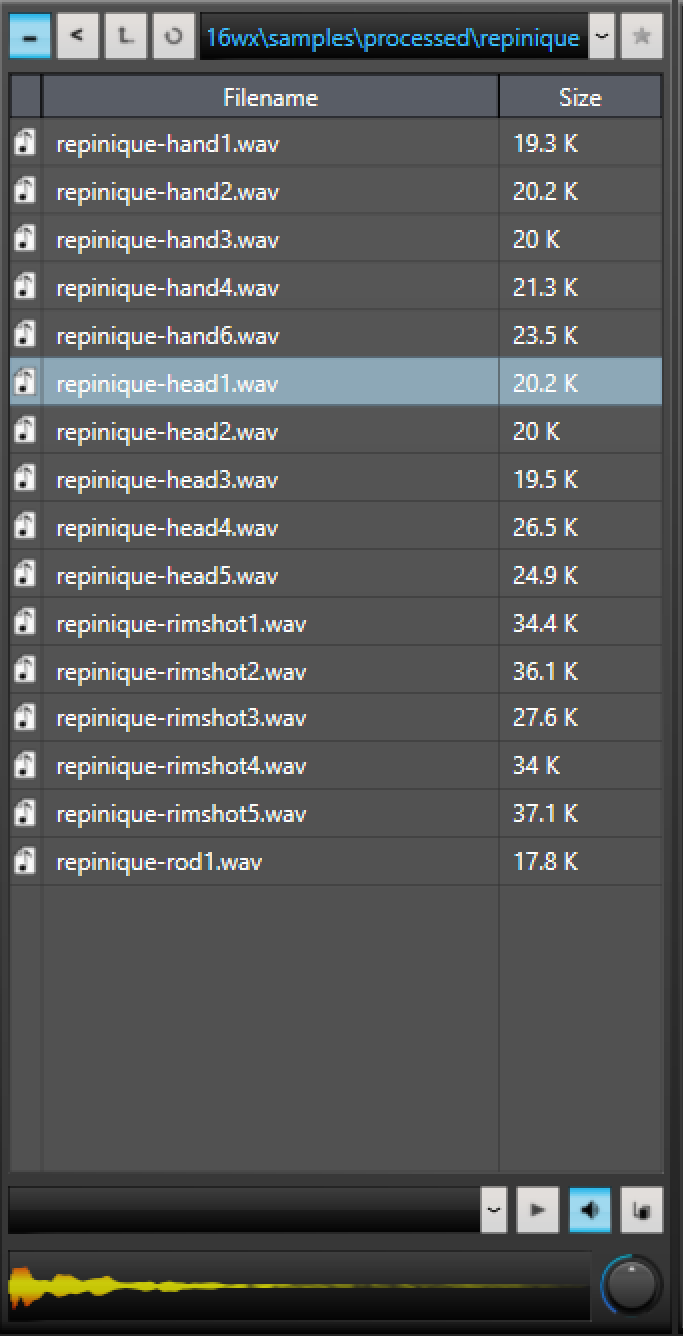 16wx\samples\processed\repinique
Filename Size
repinique-hand1.wav 19.3 K
repinique-hand2.wav 20.2 K
repinique-hand3.wav 20 K
repinique-hand4.wav 21.3 K
repinique-hand6.wav 23.5 K
repinique-head1.wav 20.2 K
repinique-head2.wav 20 K
repinique-head3.wav 19.5 K
repinique-head4.wav 26.5 K
repinique-head5.wav 24.9 K
repinique-rimshot1.wav 34.4 K
repinique-rimshot2.wav 36.1 K
repinique-rimshot3.wav 27.6 K
repinique-rimshot4.wav 34 K
repinique-rimshot5.wav 37.1 K
repinique-rod1.wav 17.8 K